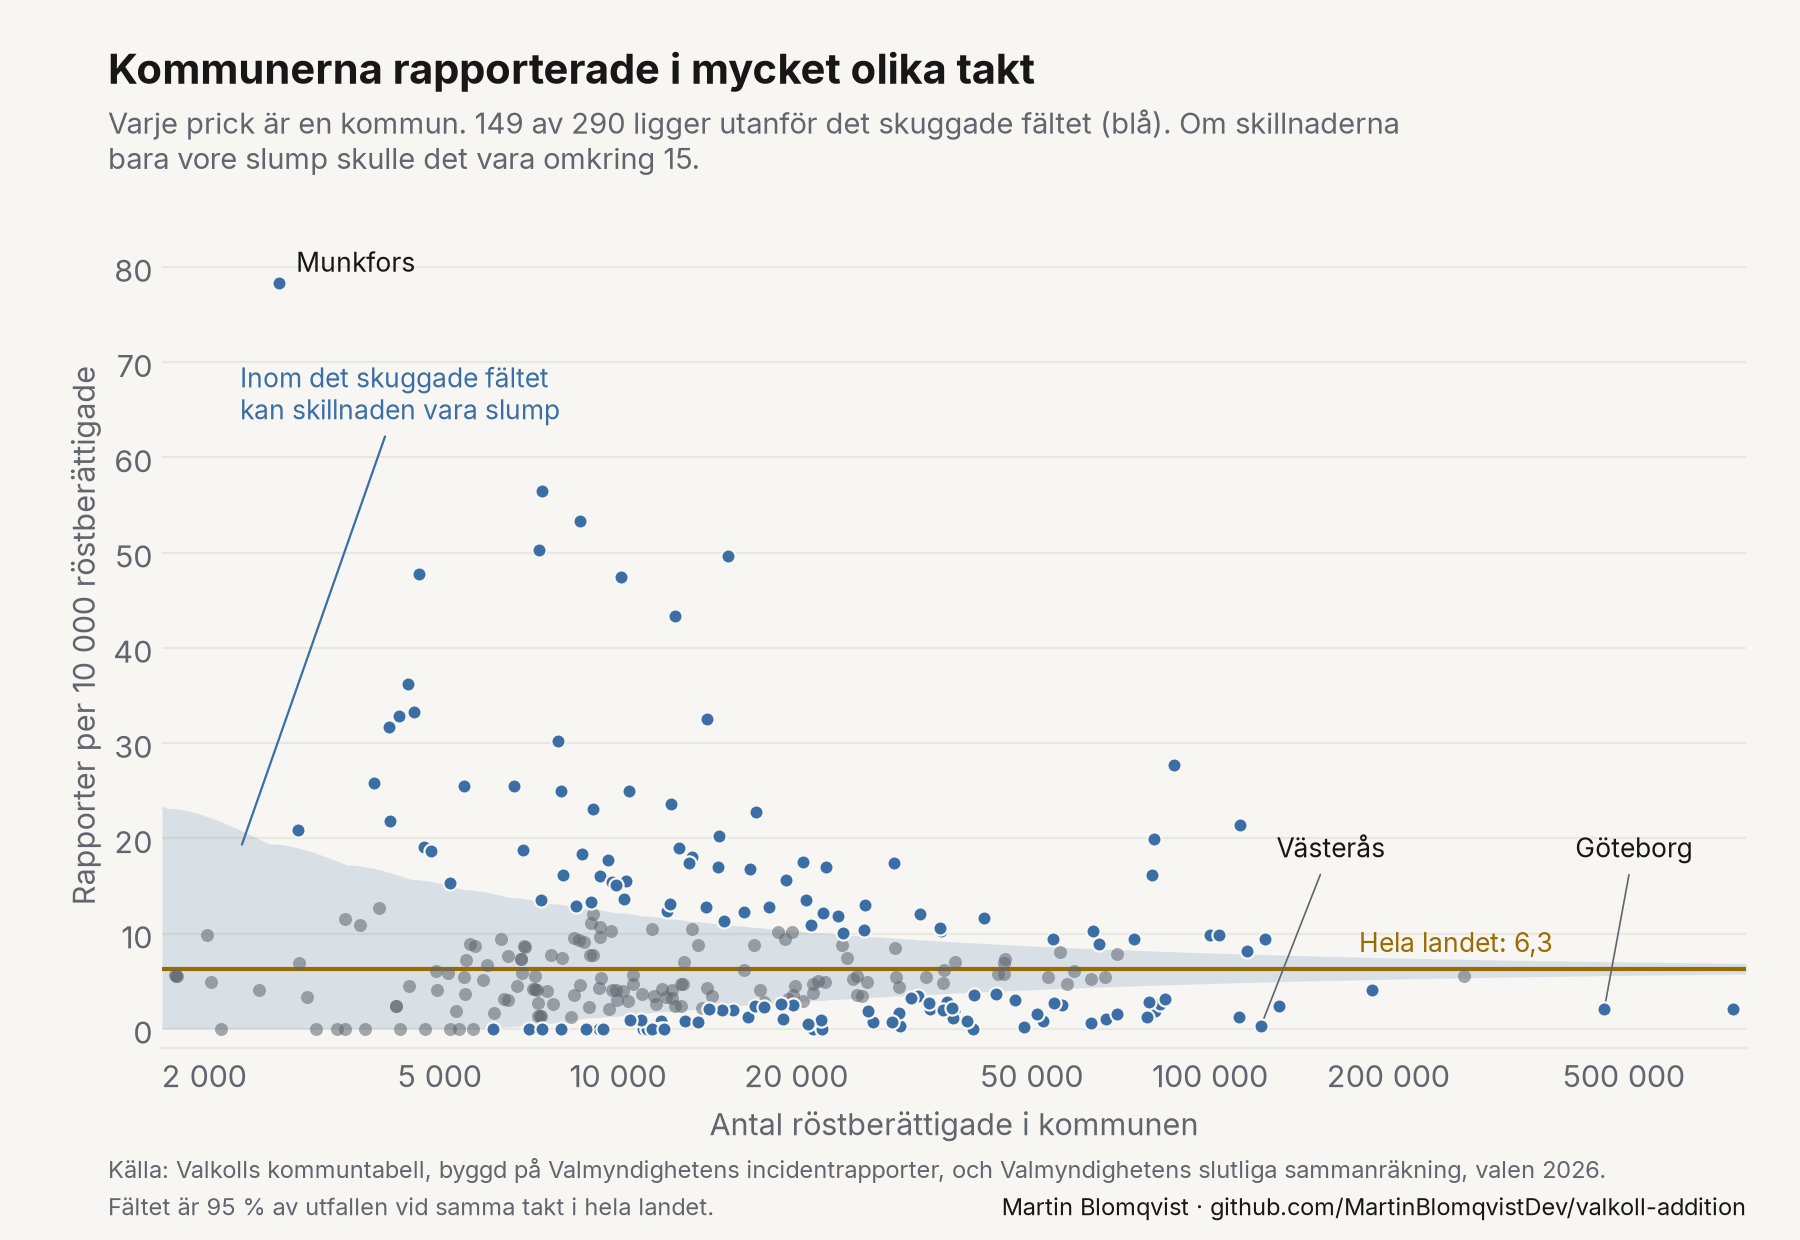 Kommunerna rapporterade i mycket olika takt
Varje prick är en kommun. 149 av 290 ligger utanför det skuggade fältet (blå). Om skillnaderna
bara vore slump skulle det vara omkring 15.
Munkfors
Inom det skuggade fältet
kan skillnaden vara slump
Västerås
Göteborg
Hela landet: 6,3
Rapporter per 10 000 röstberättigade
80
70
60
50
40
30
20
10
0
2 000 5 000 10 000 20 000 50 000 100 000 200 000 500 000
Antal röstberättigade i kommunen
Källa: Valkolls kommuntabell, byggd på Valmyndighetens incidentrapporter, och Valmyndighetens slutliga sammanräkning, valen 2026.
Fältet är 95 % av utfallen vid samma takt i hela landet.
Martin Blomqvist · github.com/MartinBlomqvistDev/valkoll-addition